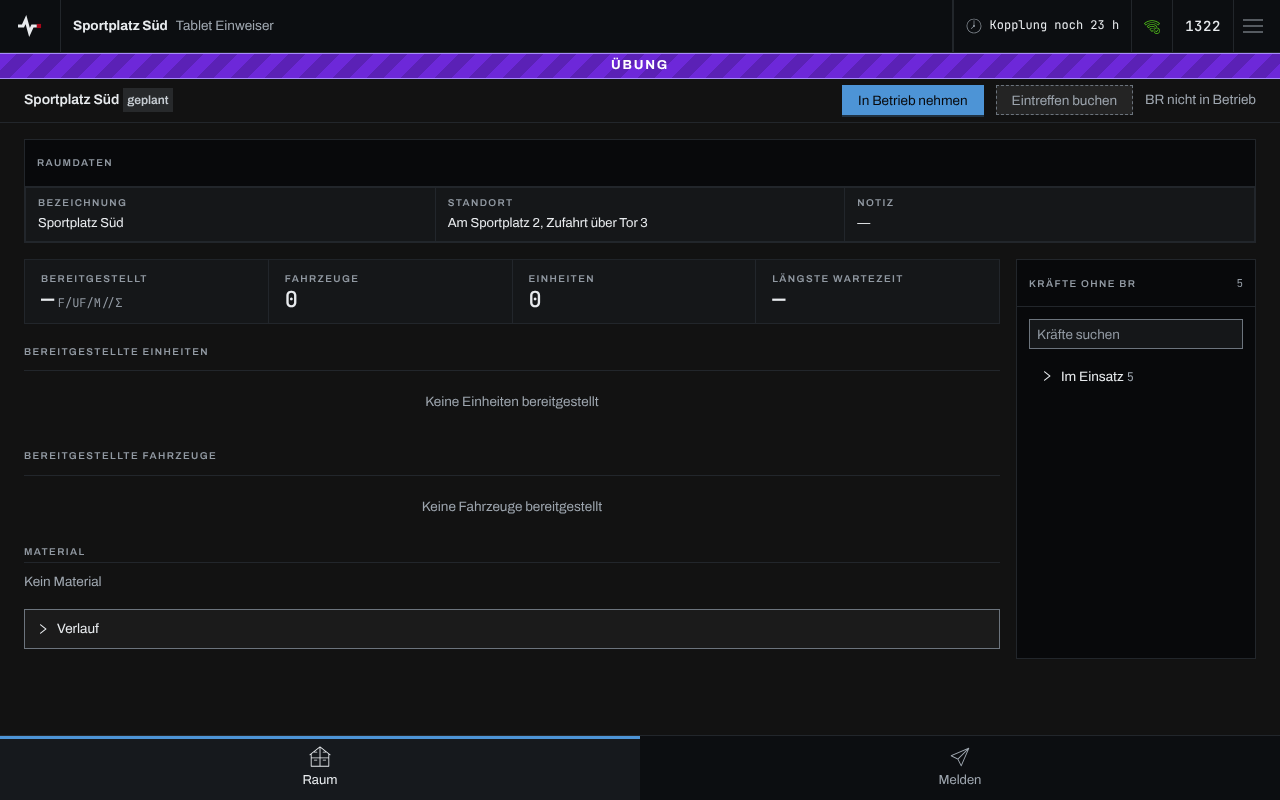 Sportplatz Süd Tablet Einweiser
Kopplung noch 23 h
1322
ÜBUNG
Sportplatz Süd geplant
In Betrieb nehmen
Eintreffen buchen
BR nicht in Betrieb
RAUMDATEN
BEZEICHNUNG
Sportplatz Süd
STANDORT
Am Sportplatz 2, Zufahrt über Tor 3
NOTIZ
—
BEREITGESTELLT
— F/UF/M//Σ
FAHRZEUGE
0
EINHEITEN
0
LÄNGSTE WARTEZEIT
—
KRÄFTE OHNE BR 5
Kräfte suchen
Im Einsatz 5
BEREITGESTELLTE EINHEITEN
Keine Einheiten bereitgestellt
BEREITGESTELLTE FAHRZEUGE
Keine Fahrzeuge bereitgestellt
MATERIAL
Kein Material
Verlauf
Raum
Melden